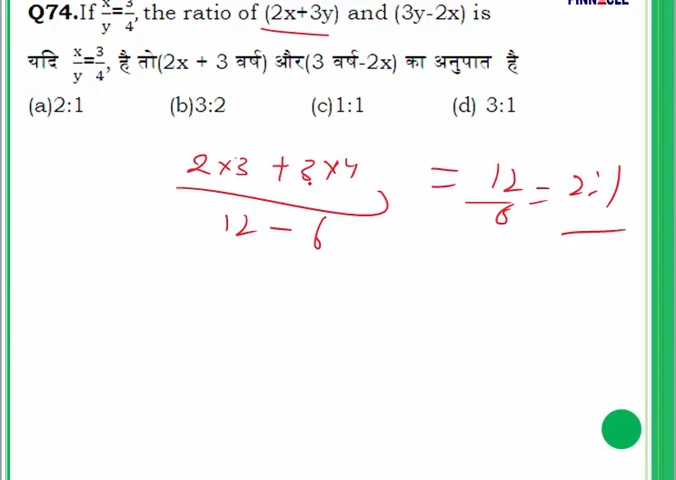 PINNACLE
Q74.If x/y=3/4, the ratio of (2x+3y) and (3y-2x) is
यदि x/y=3/4, है तो(2x + 3 वर्ष) और(3 वर्ष-2x) का अनुपात है
(a)2:1 (b)3:2 (c)1:1 (d) 3:1
2×3 + 3×4 = 12/6 = 2:1
12 - 6